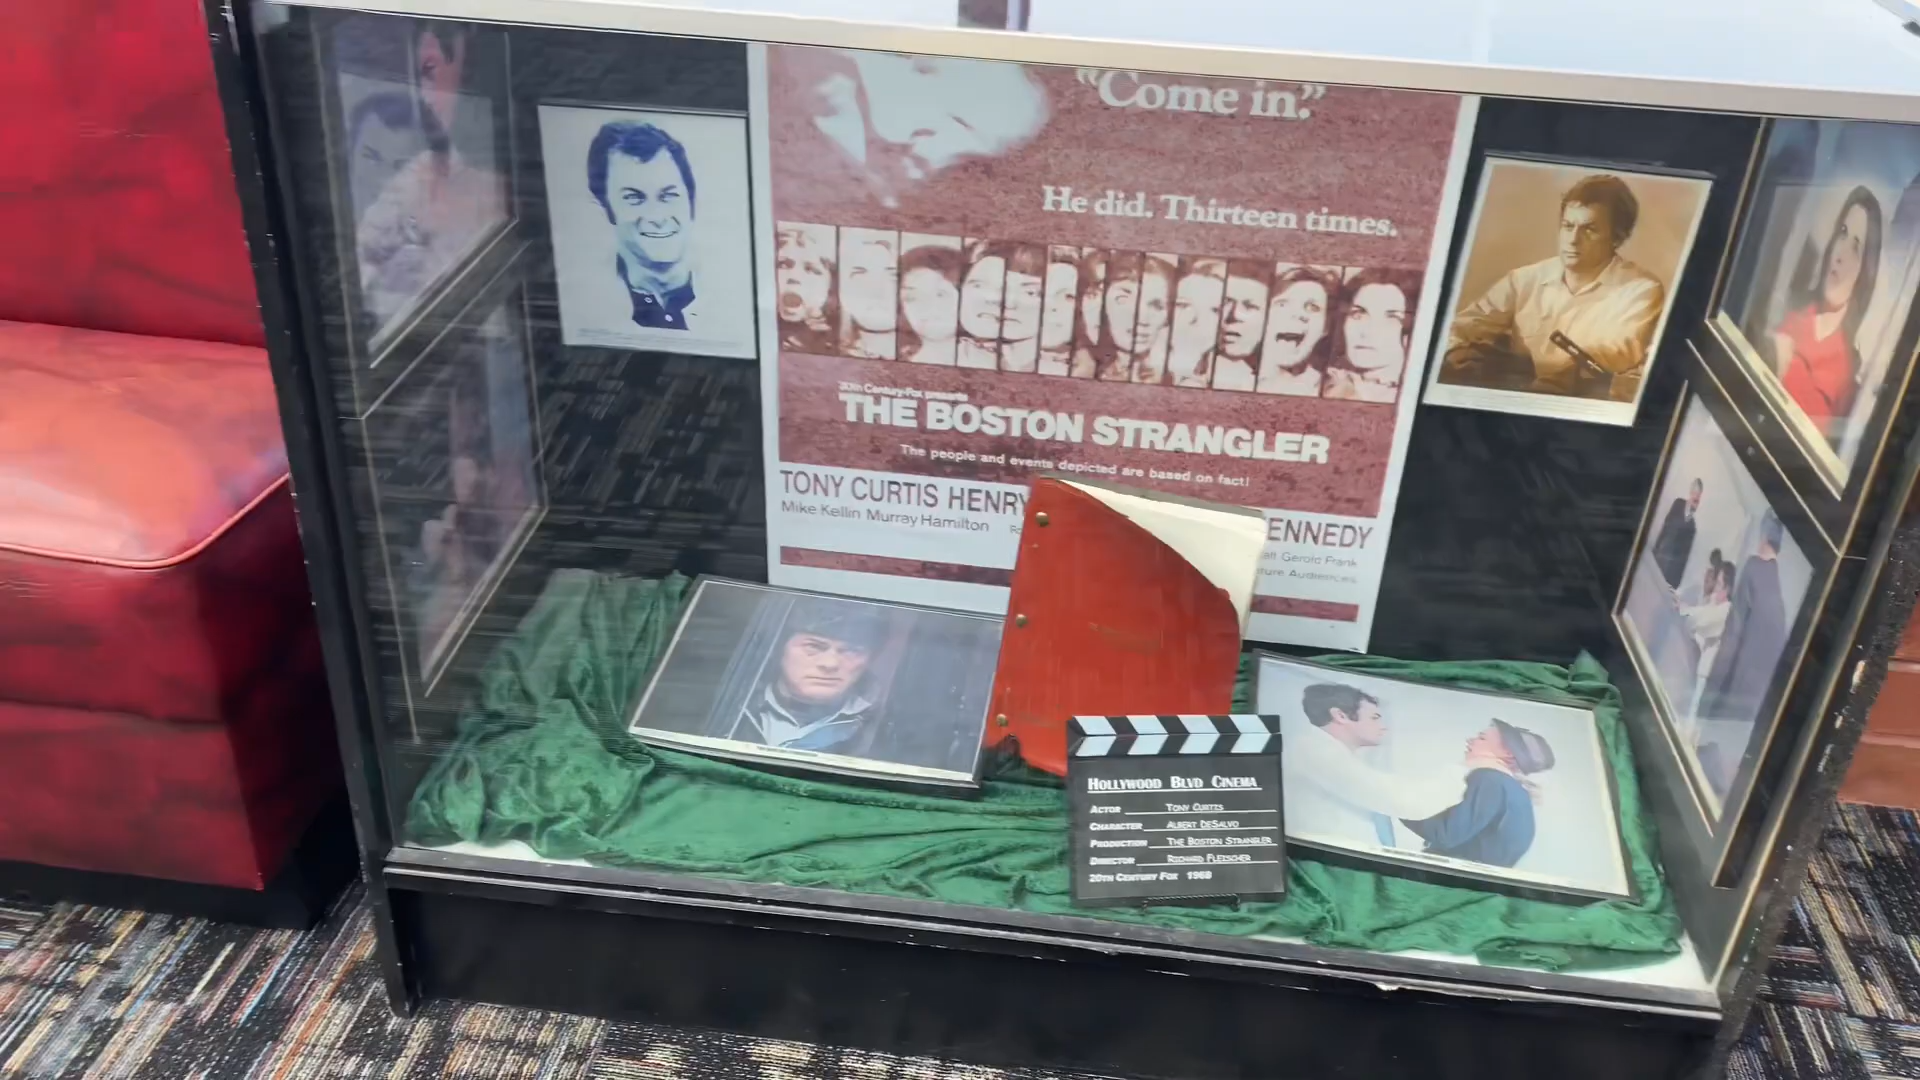 "Come in."
He did. Thirteen times.
20th Century-Fox presents
THE BOSTON STRANGLER
The people and events depicted are based on fact!
TONY CURTIS HENRY
ENNEDY
Mike Kellin Murray Hamilton
Gerold Frank
ture Audiences.
HOLLYWOOD BLVD CINEMA
ACTOR TONY CURTIS
CHARACTER ALBERT DESALVO
PRODUCTION THE BOSTON STRANGLER
DIRECTOR RICHARD FLEISCHER
20TH CENTURY FOX 1968